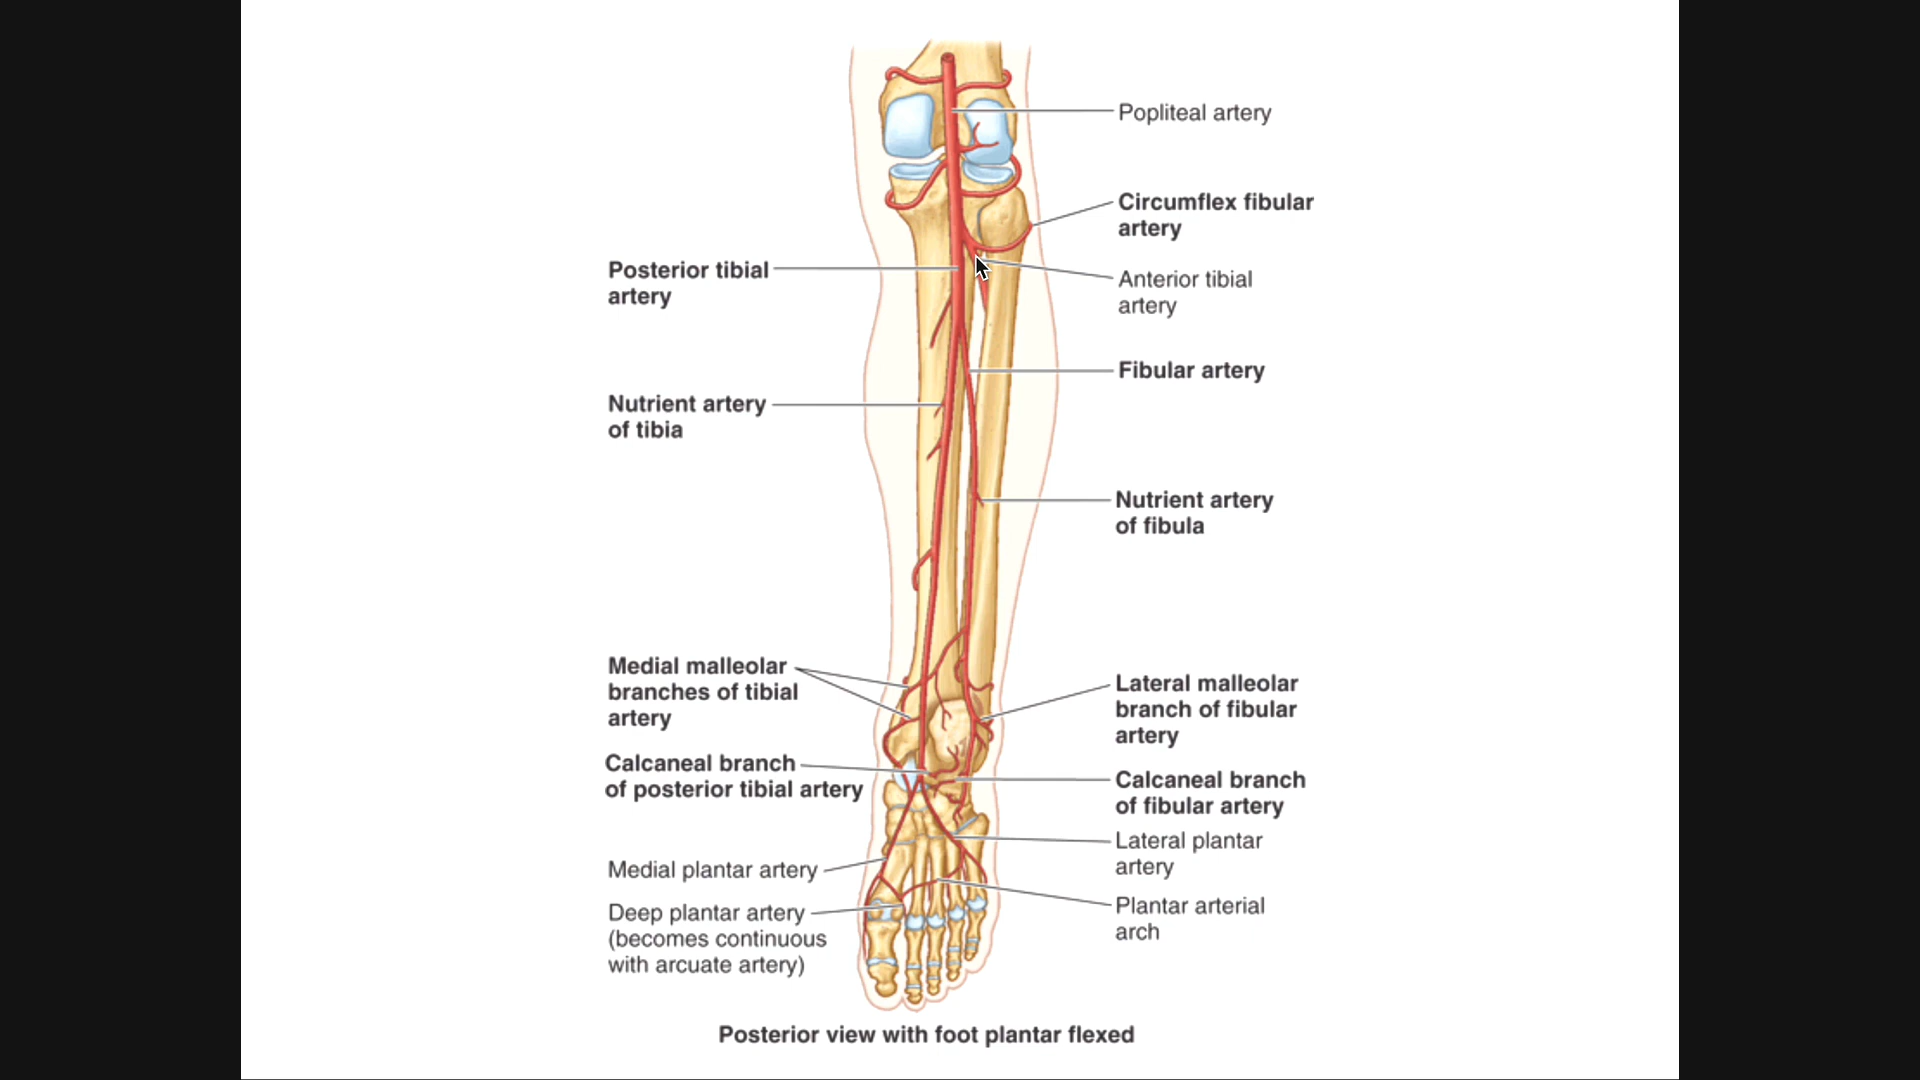 Popliteal artery
Circumflex fibular
artery
Posterior tibial
artery
Anterior tibial
artery
Fibular artery
Nutrient artery
of tibia
Nutrient artery
of fibula
Medial malleolar
branches of tibial
artery
Lateral malleolar
branch of fibular
artery
Calcaneal branch
of posterior tibial artery
Calcaneal branch
of fibular artery
Lateral plantar
artery
Medial plantar artery
Deep plantar artery
(becomes continuous
with arcuate artery)
Plantar arterial
arch
Posterior view with foot plantar flexed